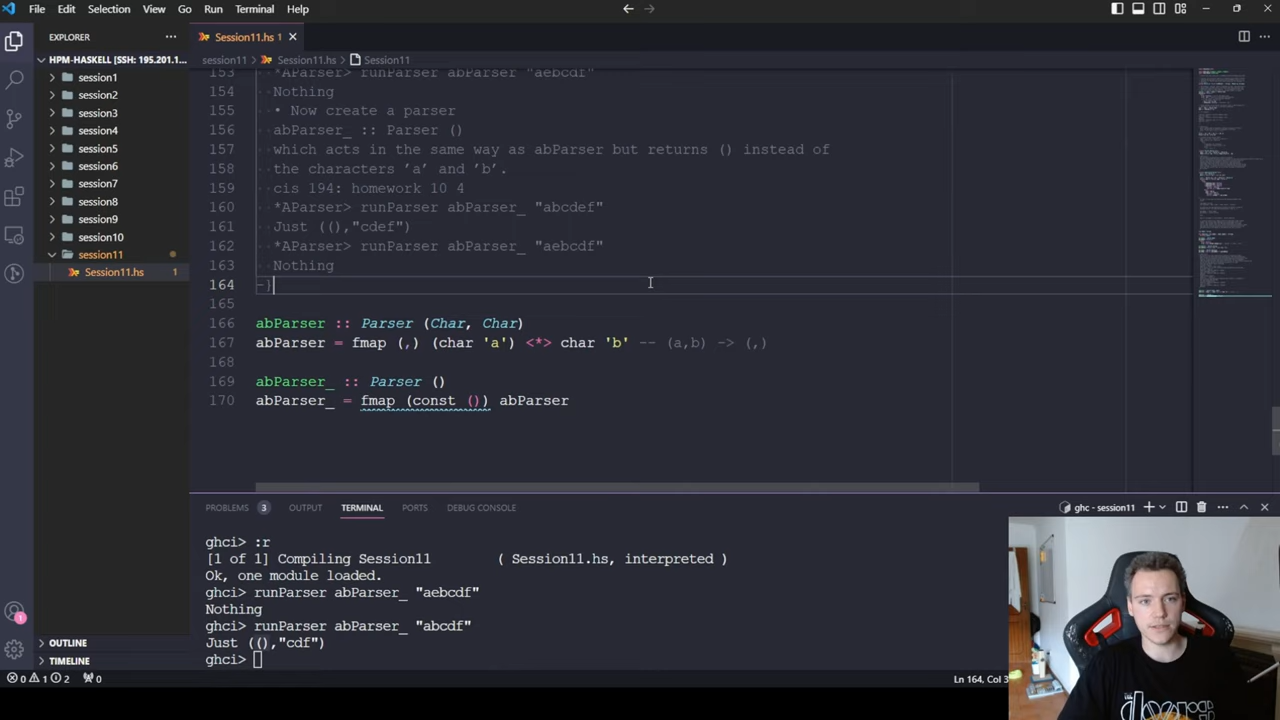 File Edit Selection View Go Run Terminal Help
EXPLORER
Session11.hs 1
HPM-HASKELL [SSH: 195.201.1...
session11 > Session11.hs > Session11
session1
session2
session3
session4
session5
session6
session7
session8
session9
session10
session11
Session11.hs 1
OUTLINE
TIMELINE
153 *AParser> runParser abParser "aebcdf"
154 Nothing
155 • Now create a parser
156 abParser_ :: Parser ()
157 which acts in the same way as abParser but returns () instead of
158 the characters ’a’ and ’b’.
159 cis 194: homework 10 4
160 *AParser> runParser abParser_ "abcdef"
161 Just ((),"cdef")
162 *AParser> runParser abParser_ "aebcdf"
163 Nothing
164 -}
165
166 abParser :: Parser (Char, Char)
167 abParser = fmap (,) (char 'a') <*> char 'b' -- (a,b) -> (,)
168
169 abParser_ :: Parser ()
170 abParser_ = fmap (const ()) abParser
PROBLEMS 3 OUTPUT TERMINAL PORTS DEBUG CONSOLE
ghc - session11
ghci> :r
[1 of 1] Compiling Session11 ( Session11.hs, interpreted )
Ok, one module loaded.
ghci> runParser abParser_ "aebcdf"
Nothing
ghci> runParser abParser_ "abcdf"
Just ((),"cdf")
ghci>
1
0 1 2 0
Ln 164, Col 3